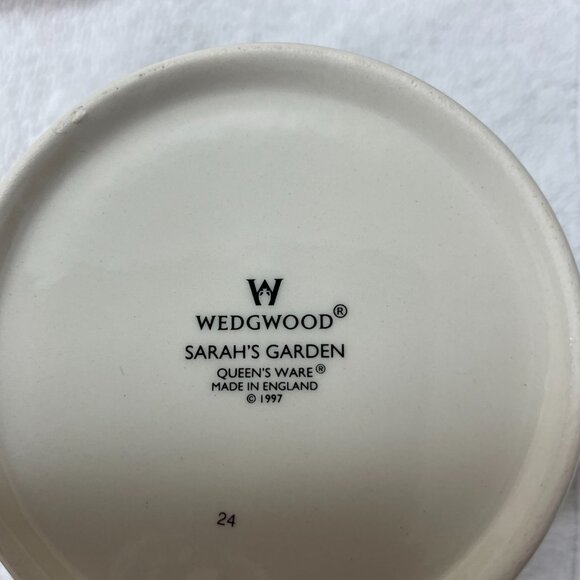 W
WEDGWOOD®
SARAH'S GARDEN
QUEEN'S WARE®
MADE IN ENGLAND
© 1997
24